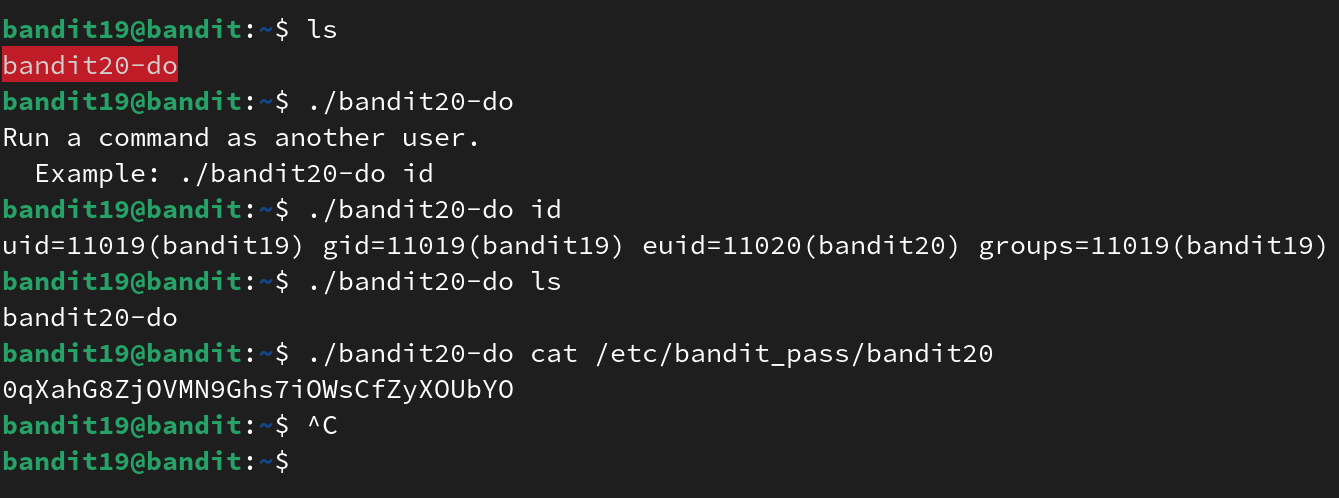 bandit19@bandit:~$ ls
bandit20-do
bandit19@bandit:~$ ./bandit20-do
Run a command as another user.
  Example: ./bandit20-do id
bandit19@bandit:~$ ./bandit20-do id
uid=11019(bandit19) gid=11019(bandit19) euid=11020(bandit20) groups=11019(bandit19)
bandit19@bandit:~$ ./bandit20-do ls
bandit20-do
bandit19@bandit:~$ ./bandit20-do cat /etc/bandit_pass/bandit20
0qXahG8ZjOVMN9Ghs7iOWsCfZyXOUbYO
bandit19@bandit:~$ ^C
bandit19@bandit:~$